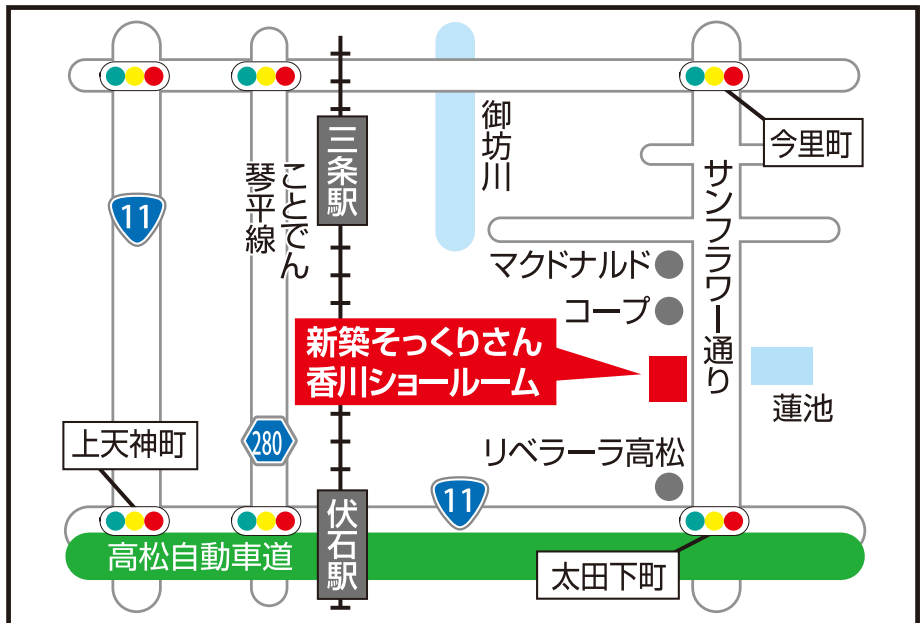 今里町
三条駅
御坊川
サンフラワー通り
ことでん
琴平線
11
マクドナルド
コープ
新築そっくりさん
香川ショールーム
蓮池
280
上天神町
リベラーラ高松
11
伏石駅
高松自動車道
太田下町